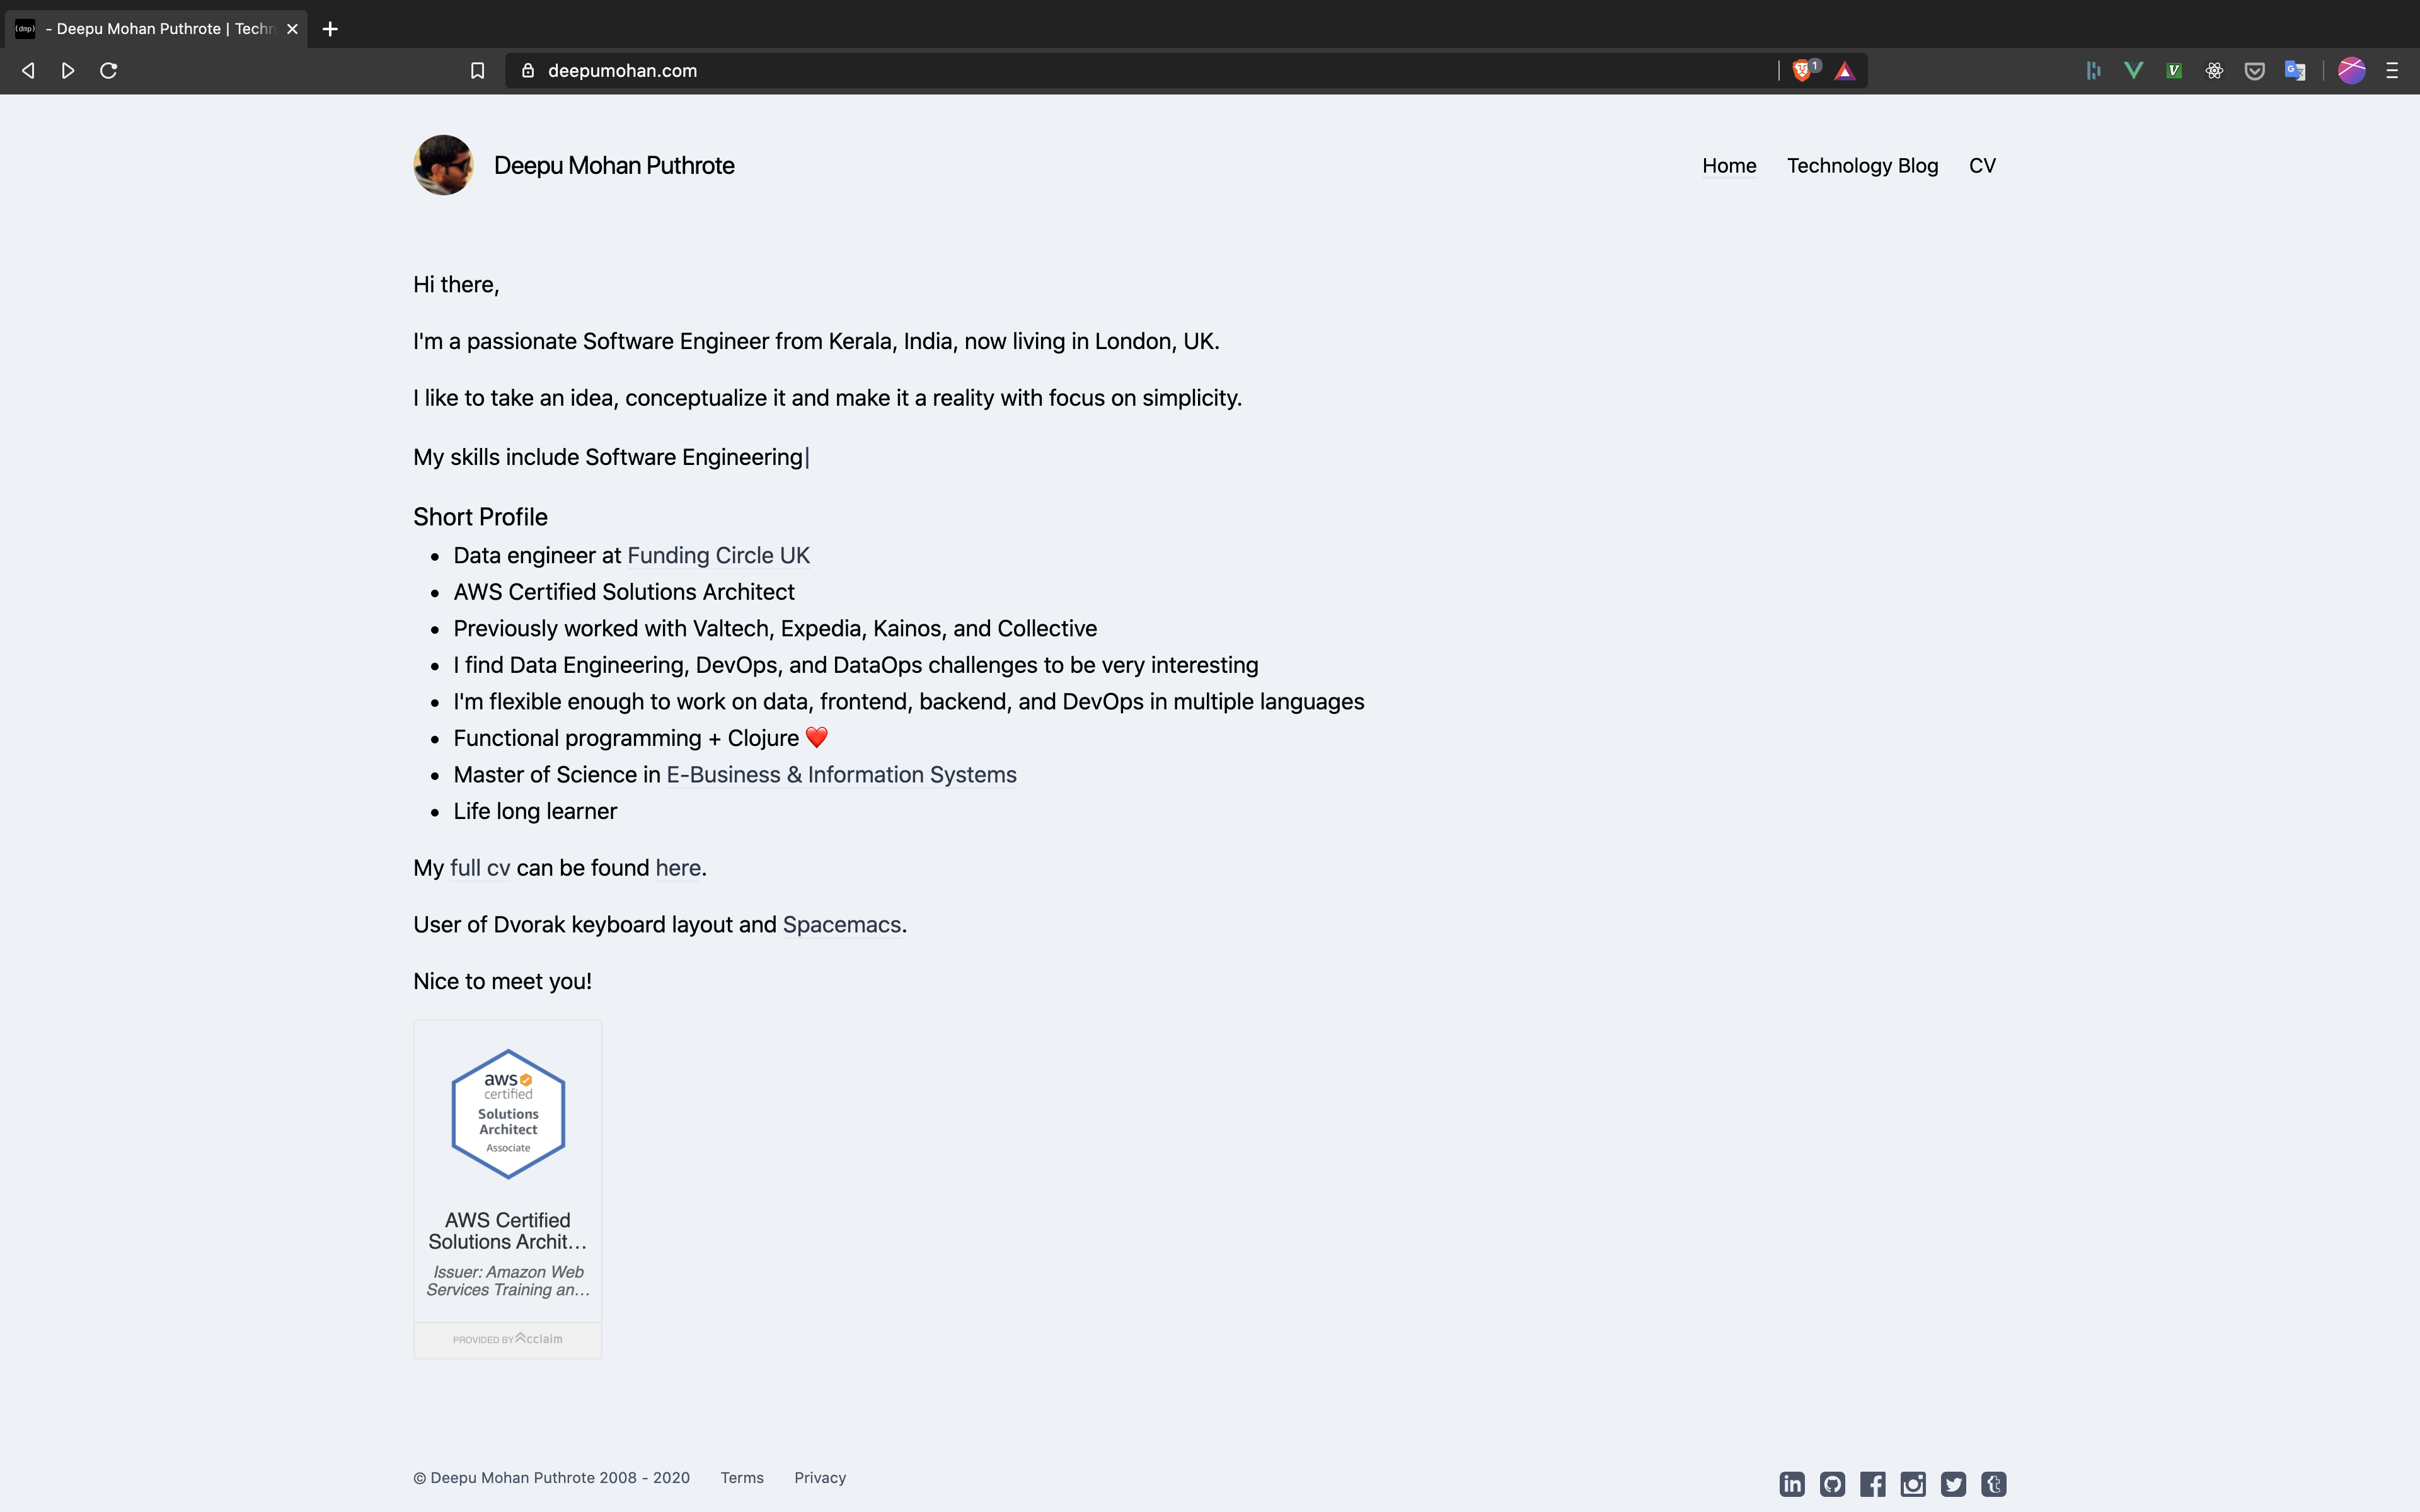 (dmp) - Deepu Mohan Puthrote | Techn
deepumohan.com
1
Deepu Mohan Puthrote
Home Technology Blog CV
Hi there,
I'm a passionate Software Engineer from Kerala, India, now living in London, UK.
I like to take an idea, conceptualize it and make it a reality with focus on simplicity.
My skills include Software Engineering|
Short Profile
• Data engineer at Funding Circle UK
• AWS Certified Solutions Architect
• Previously worked with Valtech, Expedia, Kainos, and Collective
• I find Data Engineering, DevOps, and DataOps challenges to be very interesting
• I'm flexible enough to work on data, frontend, backend, and DevOps in multiple languages
• Functional programming + Clojure ❤️
• Master of Science in E-Business & Information Systems
• Life long learner
My full cv can be found here.
User of Dvorak keyboard layout and Spacemacs.
Nice to meet you!
aws
certified
Solutions
Architect
Associate
AWS Certified
Solutions Archit...
Issuer: Amazon Web
Services Training an...
PROVIDED BY Acclaim
© Deepu Mohan Puthrote 2008 - 2020 Terms Privacy